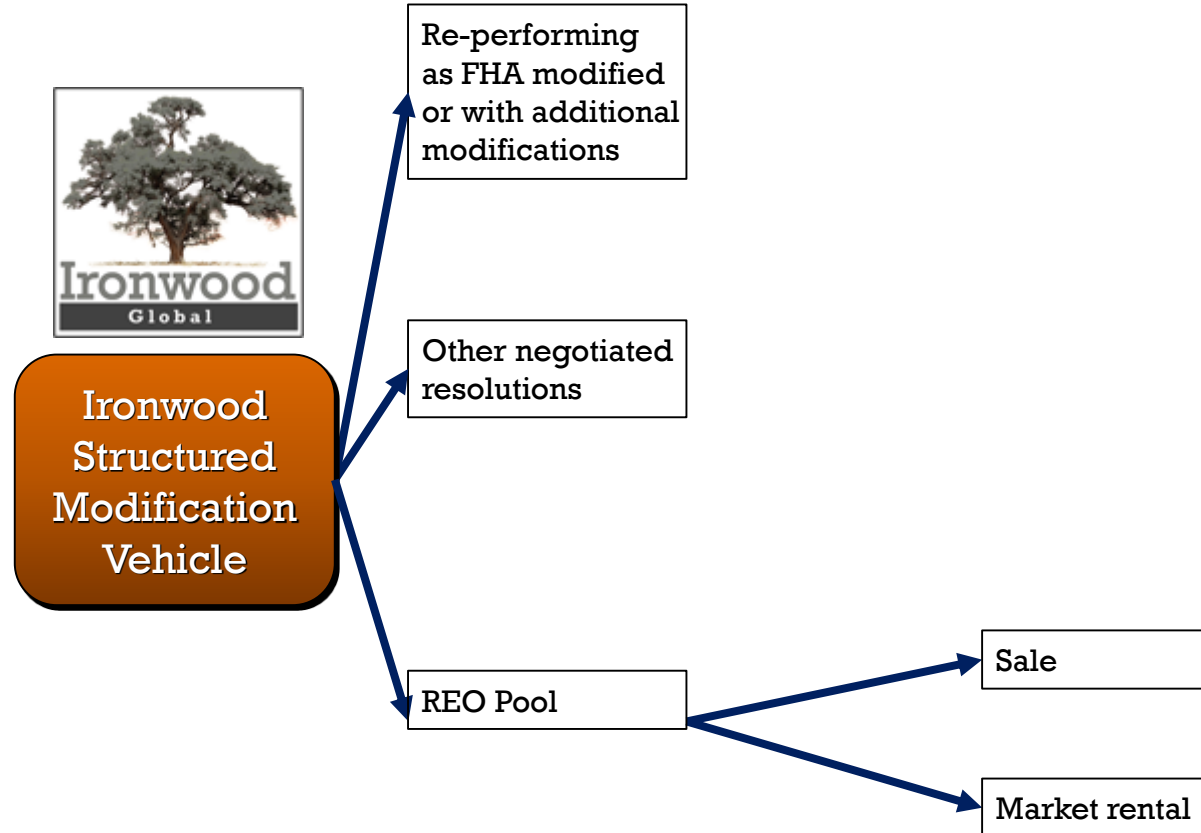 Ironwood
Global
Ironwood
Structured
Modification
Vehicle
Re-performing
as FHA modified
or with additional
modifications
Other negotiated
resolutions
REO Pool
Sale
Market rental